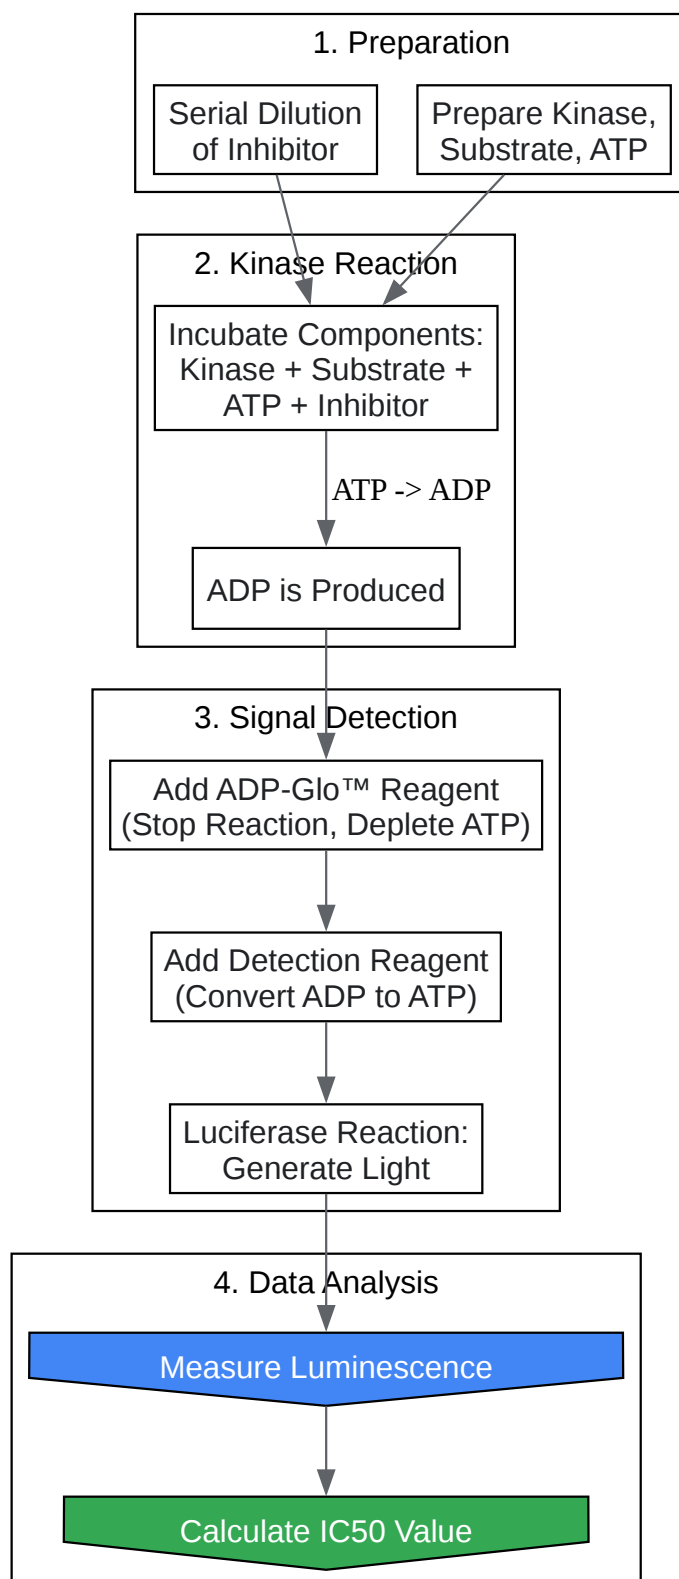 1. Preparation
Serial Dilution
of Inhibitor
Prepare Kinase,
Substrate, ATP
2. Kinase Reaction
Incubate Components:
Kinase + Substrate +
ATP + Inhibitor
ATP -> ADP
ADP is Produced
3. Signal Detection
Add ADP-Glo™ Reagent
(Stop Reaction, Deplete ATP)
Add Detection Reagent
(Convert ADP to ATP)
Luciferase Reaction:
Generate Light
4. Data Analysis
Measure Luminescence
Calculate IC50 Value